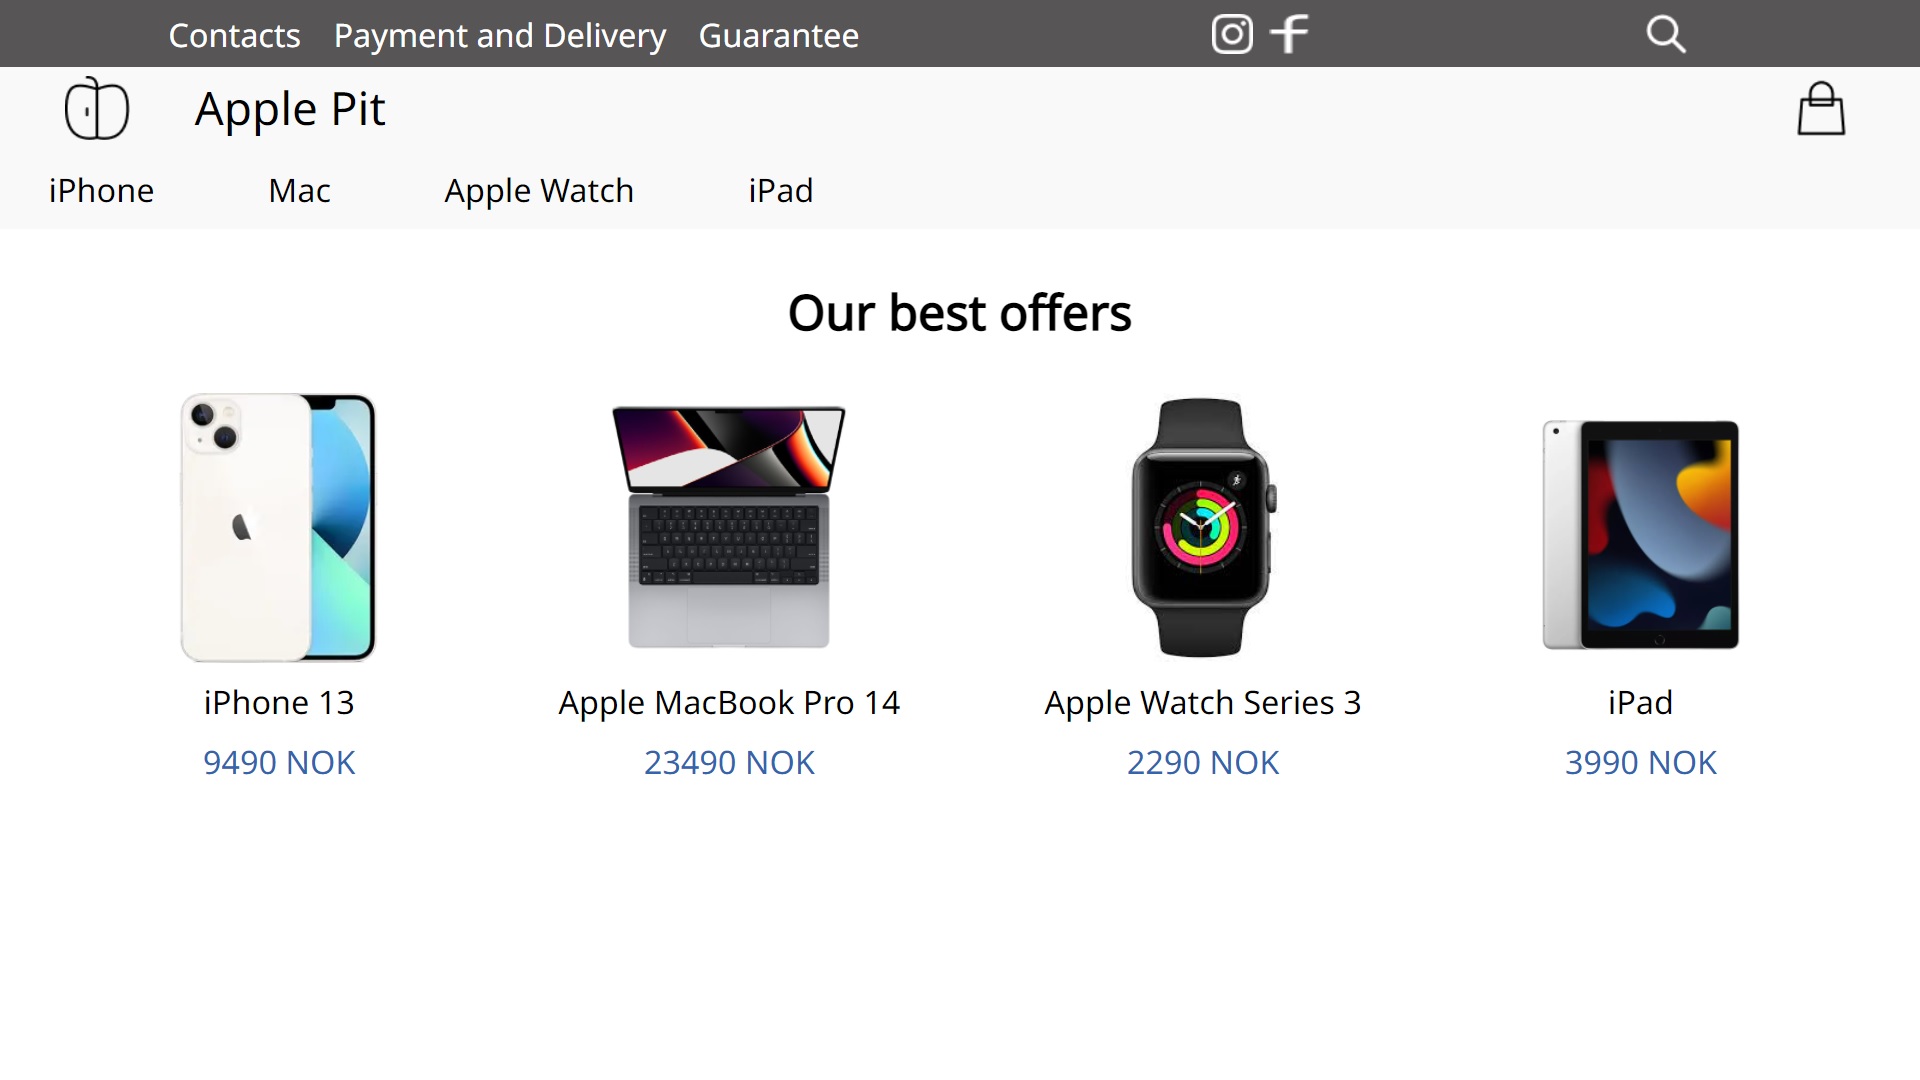 Contacts Payment and Delivery Guarantee
Apple Pit
iPhone Mac Apple Watch iPad
Our best offers
iPhone 13 Apple MacBook Pro 14 Apple Watch Series 3 iPad
9490 NOK 23490 NOK 2290 NOK 3990 NOK